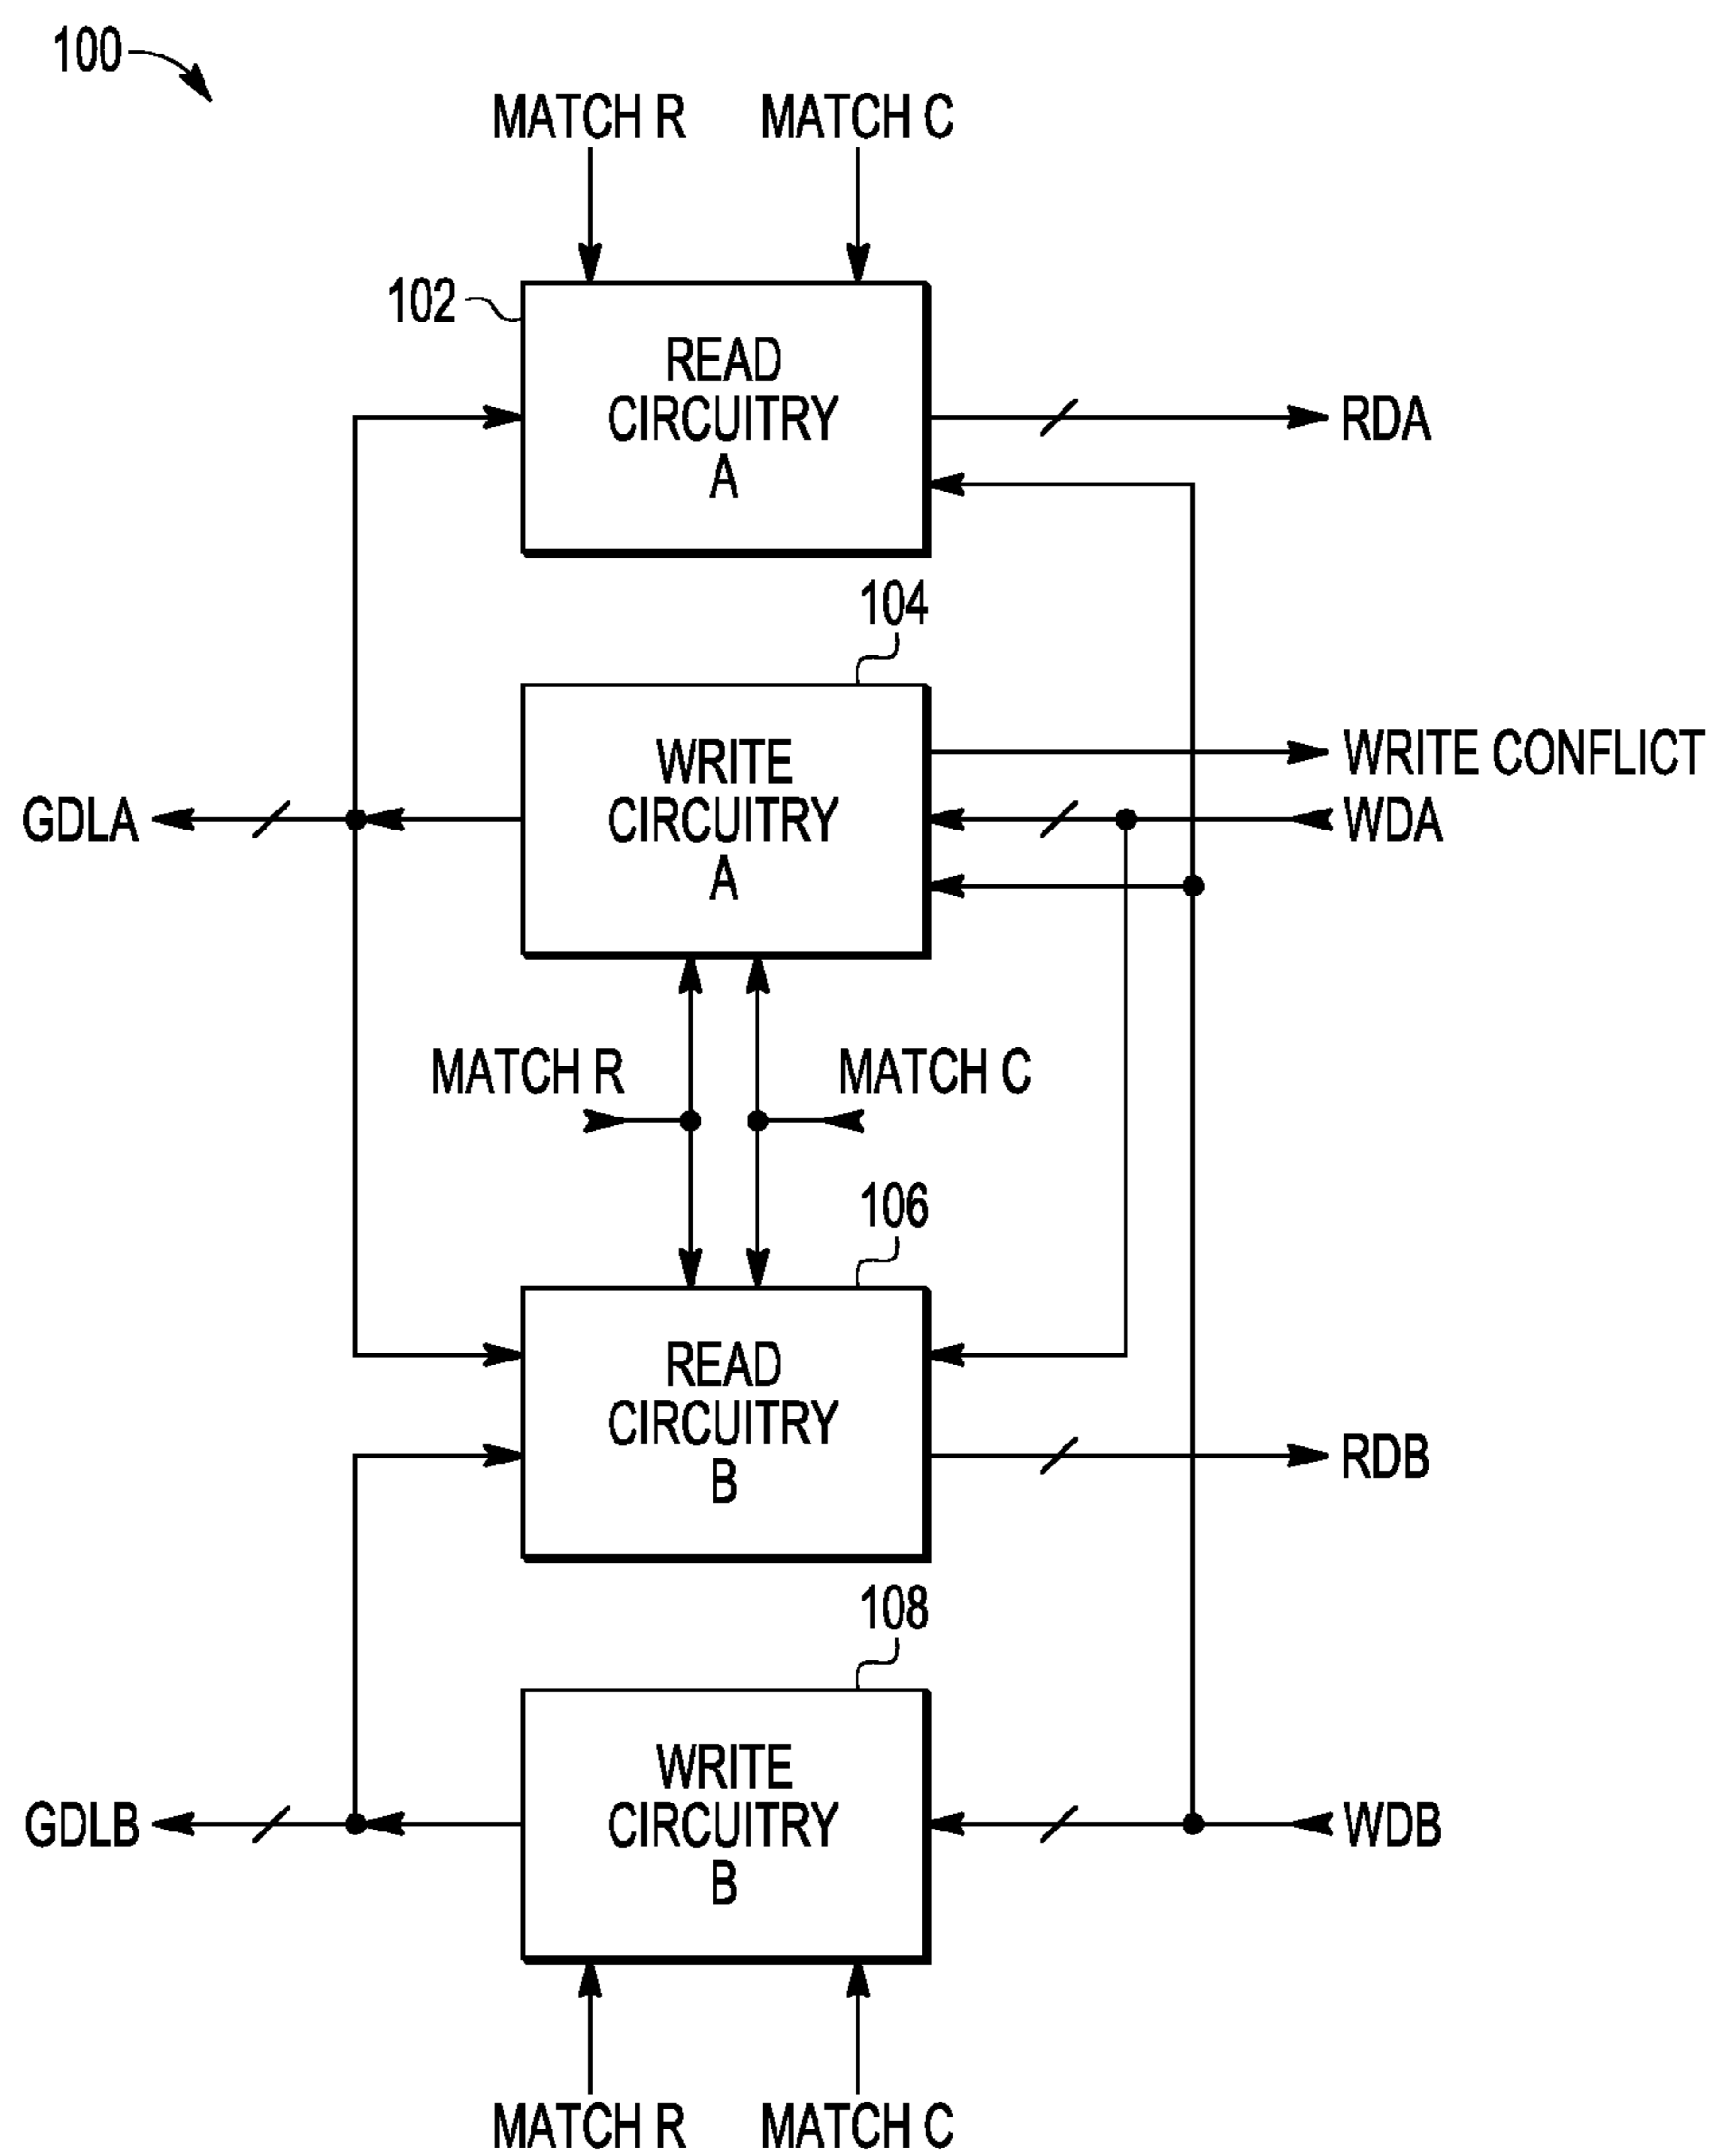 100
MATCH R
MATCH C
102
READ
CIRCUITRY
A
RDA
104
WRITE
CIRCUITRY
A
WRITE CONFLICT
GDLA
WDA
MATCH R
MATCH C
106
READ
CIRCUITRY
B
RDB
108
WRITE
CIRCUITRY
B
GDLB
WDB
MATCH R
MATCH C